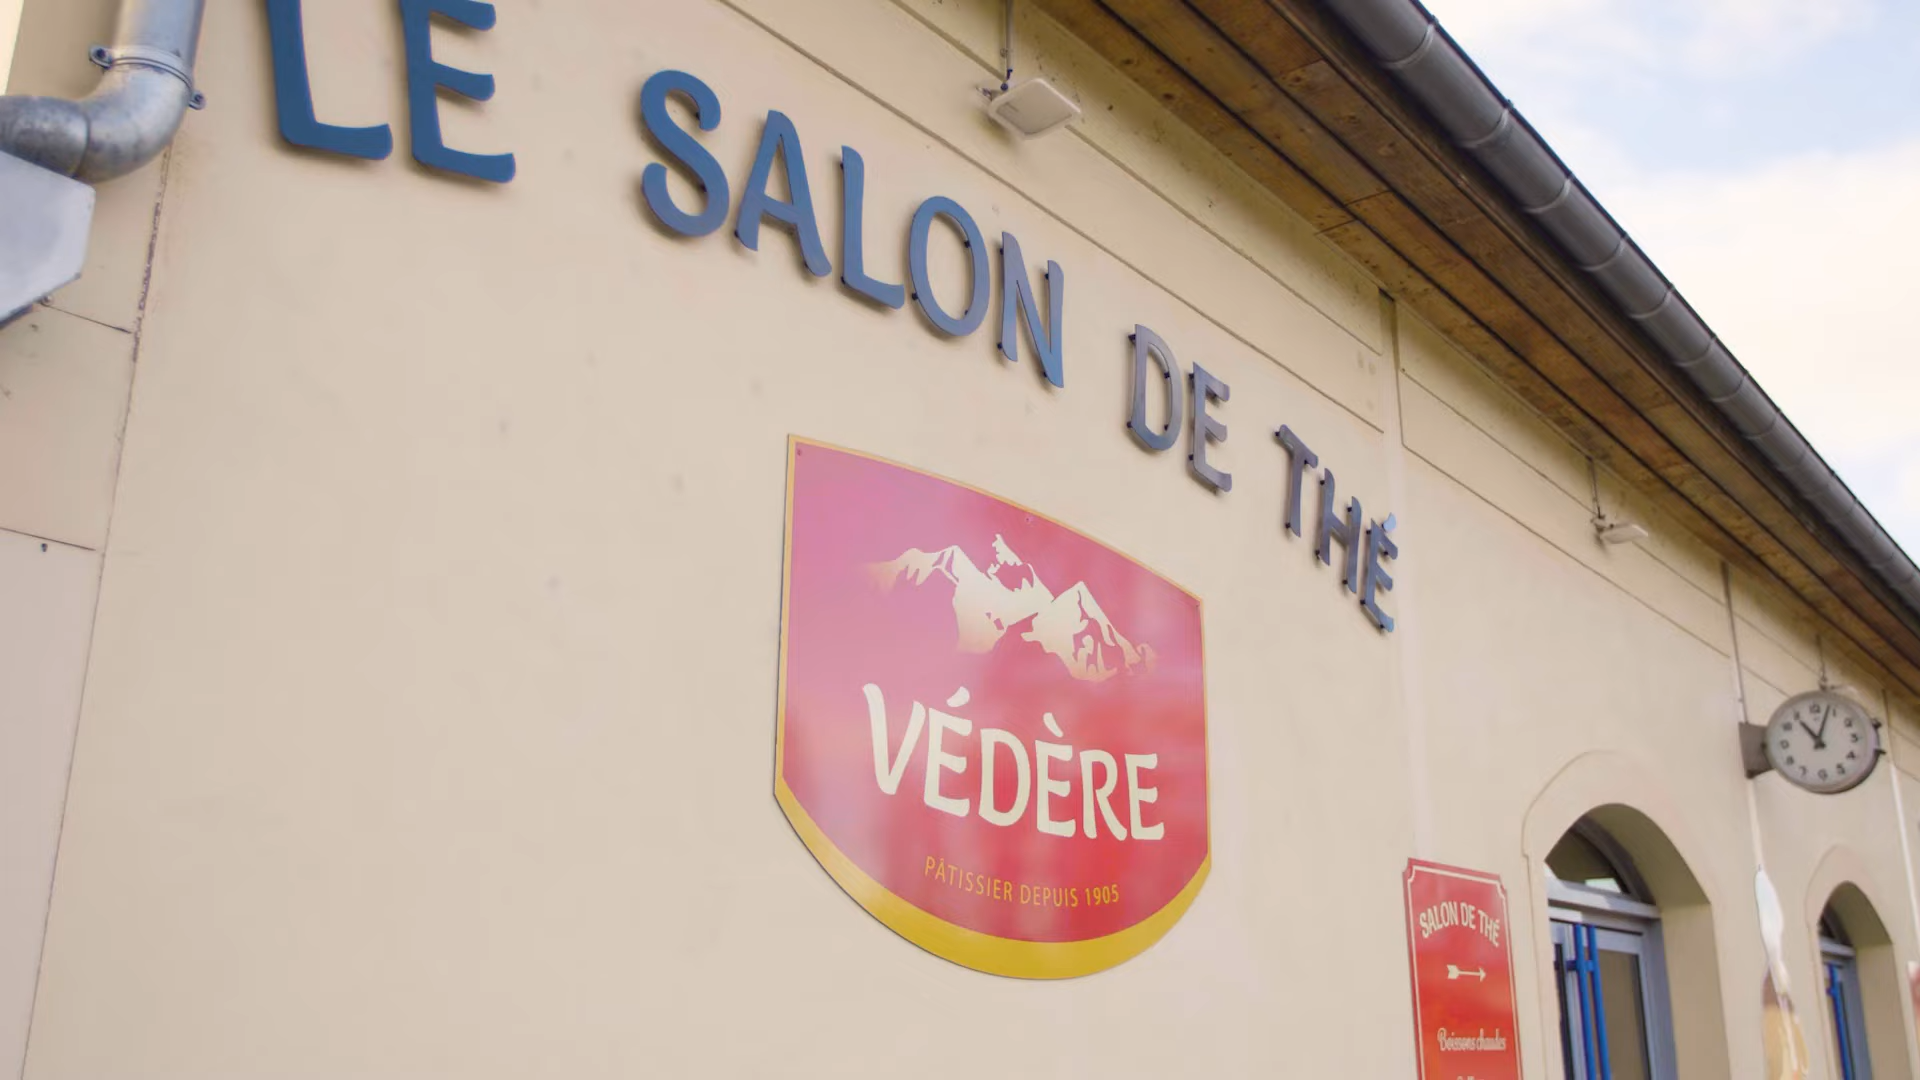 LE SALON DE THÉ
VÉDÈRE
PÂTISSIER DEPUIS 1905
SALON DE THÉ
Boissons chaudes